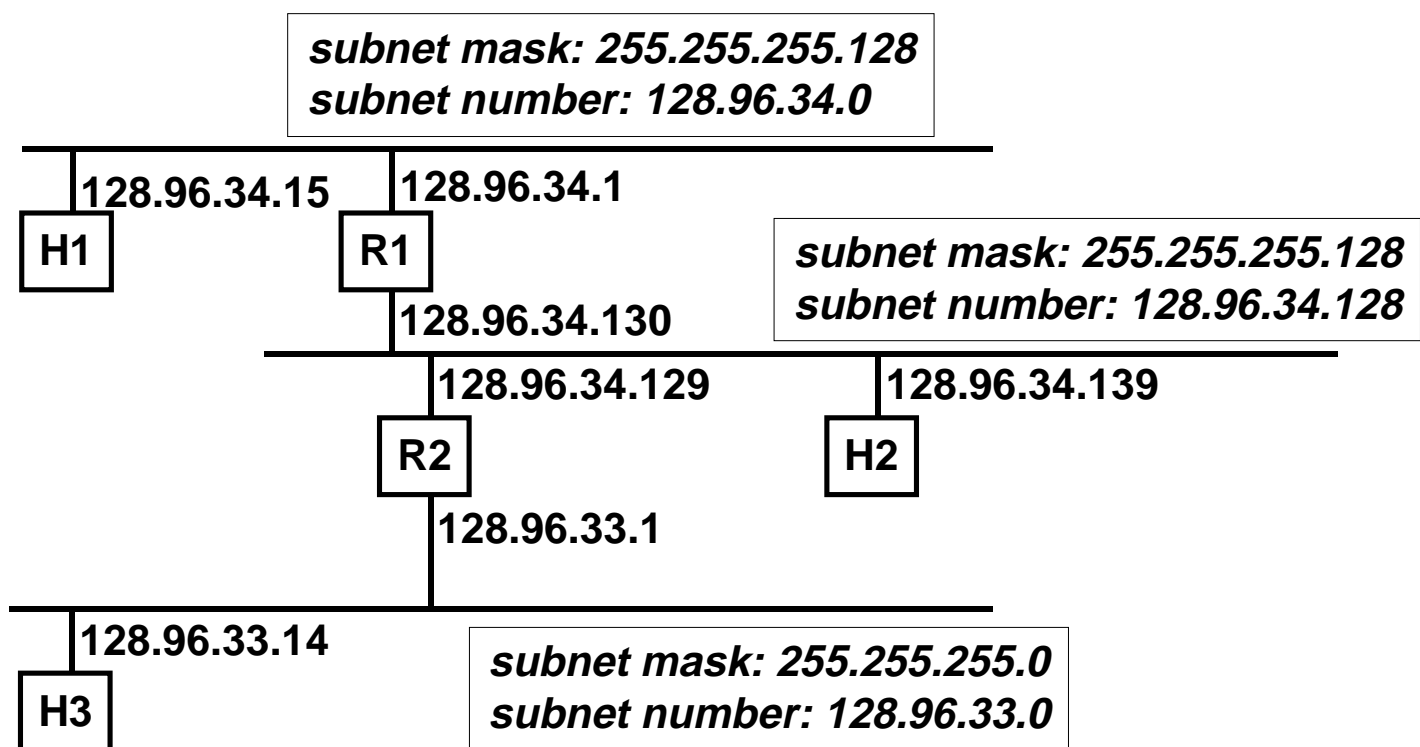 subnet mask: 255.255.255.128
subnet number: 128.96.34.0
128.96.34.15
128.96.34.1
H1
R1
subnet mask: 255.255.255.128
subnet number: 128.96.34.128
128.96.34.130
128.96.34.129
128.96.34.139
R2
H2
128.96.33.1
128.96.33.14
subnet mask: 255.255.255.0
subnet number: 128.96.33.0
H3